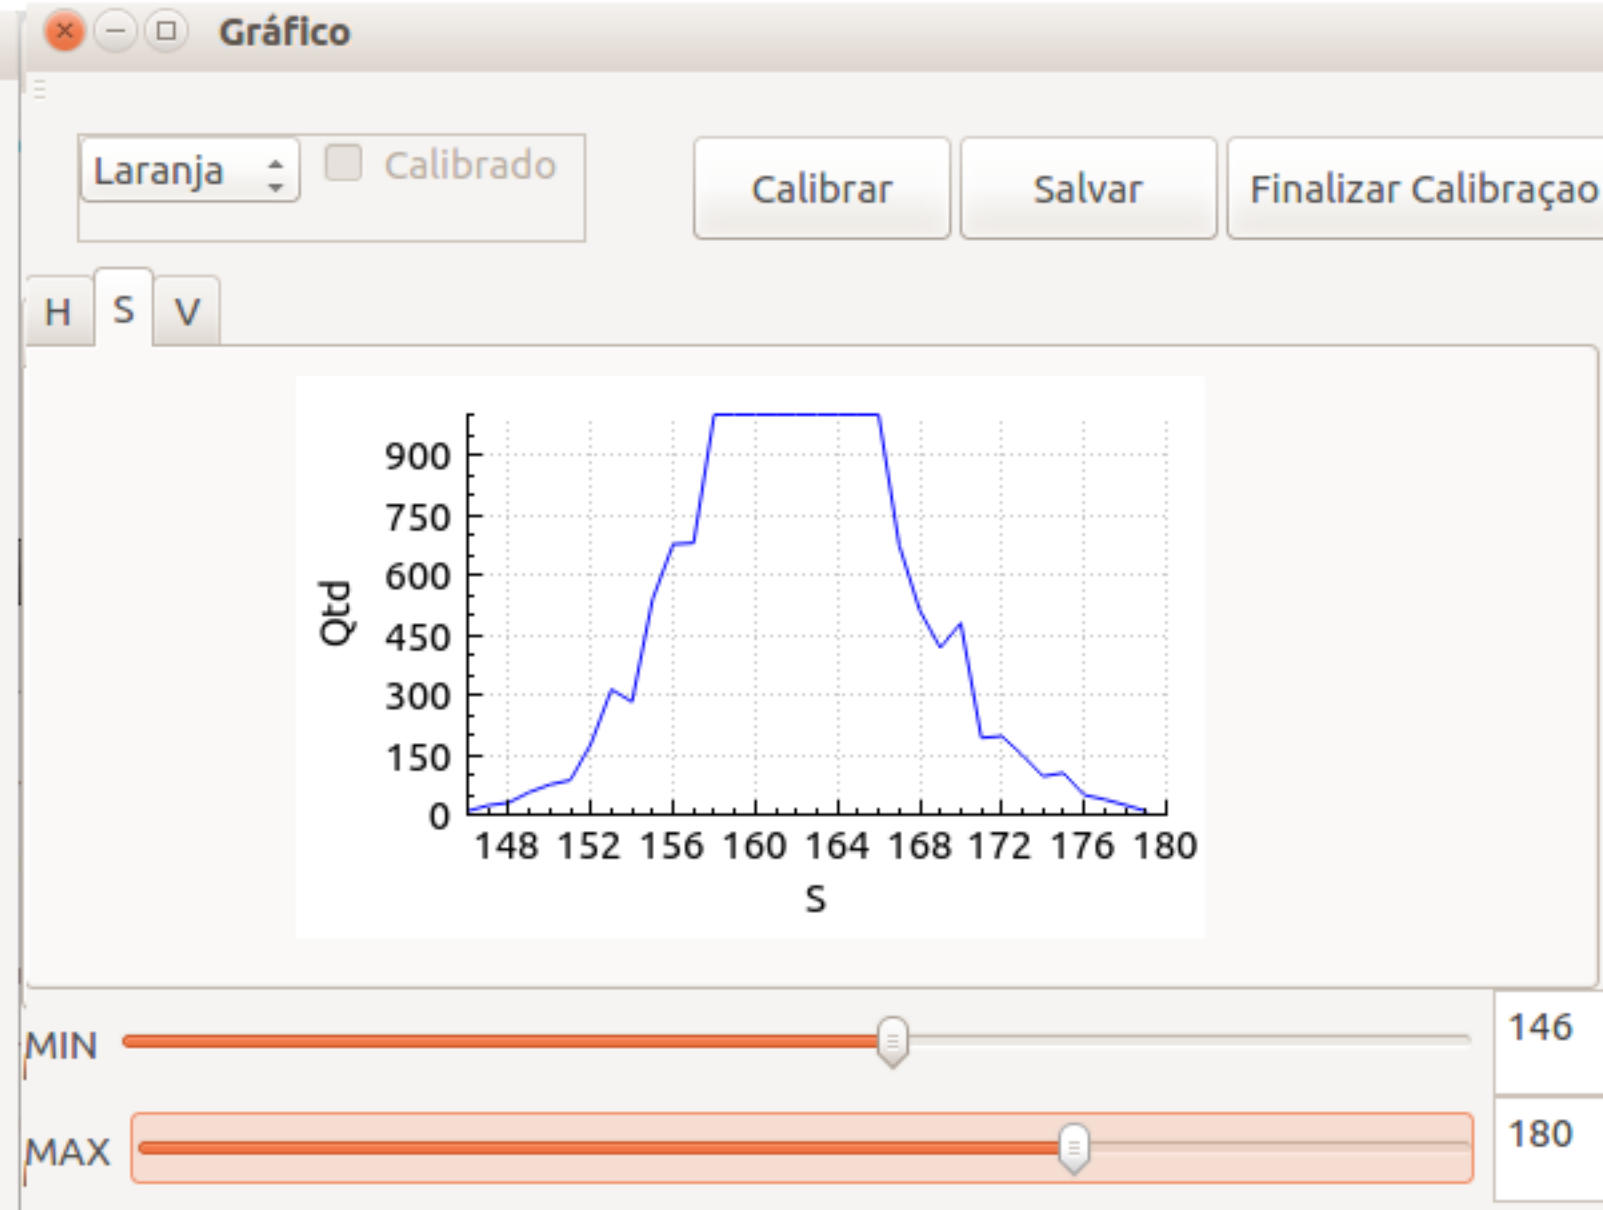 Gráfico
Laranja Calibrado Calibrar Salvar Finalizar Calibraçao
H S V
900
750
600
450
300
150
0
Qtd
148 152 156 160 164 168 172 176 180
S
MIN 146
MAX 180